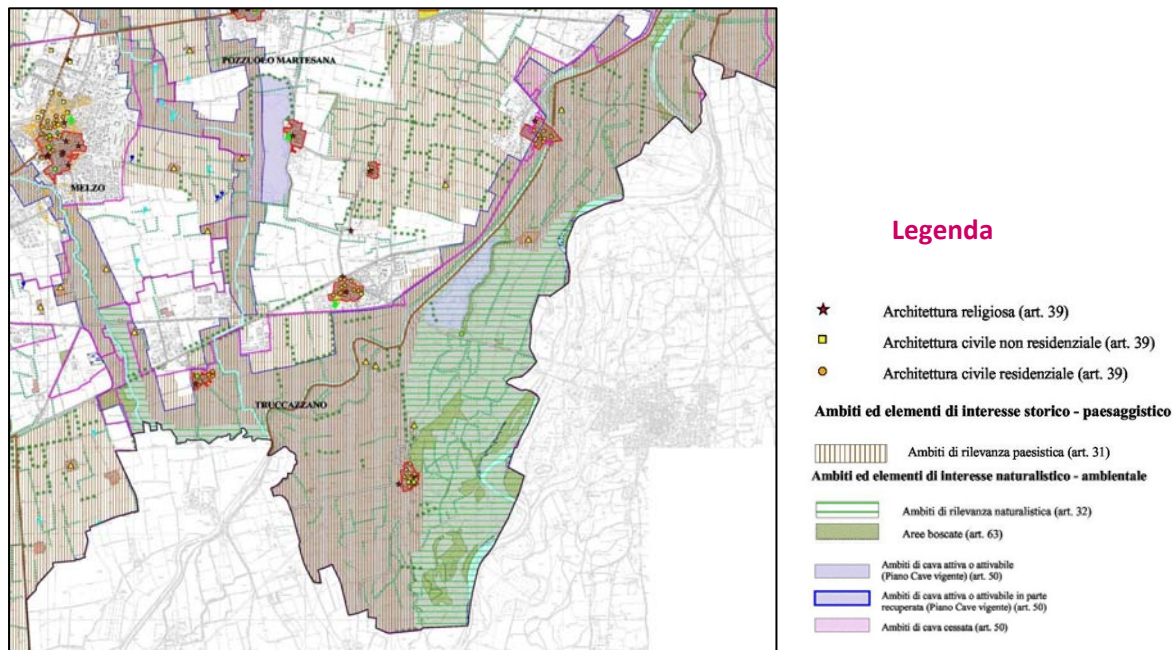 POZZUOLO MARTESANA
MELZO
TRUCCAZZANO
Legenda
Architettura religiosa (art. 39)
Architettura civile non residenziale (art. 39)
Architettura civile residenziale (art. 39)
Ambiti ed elementi di interesse storico - paesaggistico
Ambiti di rilevanza paesistica (art. 31)
Ambiti ed elementi di interesse naturalistico - ambientale
Ambiti di rilevanza naturalistica (art. 32)
Aree boscate (art. 63)
Ambiti di cava attiva o attivabile
(Piano Cave vigente) (art. 50)
Ambiti di cava attiva o attivabile in parte
recuperata (Piano Cave vigente) (art. 50)
Ambiti di cava cessata (art. 50)